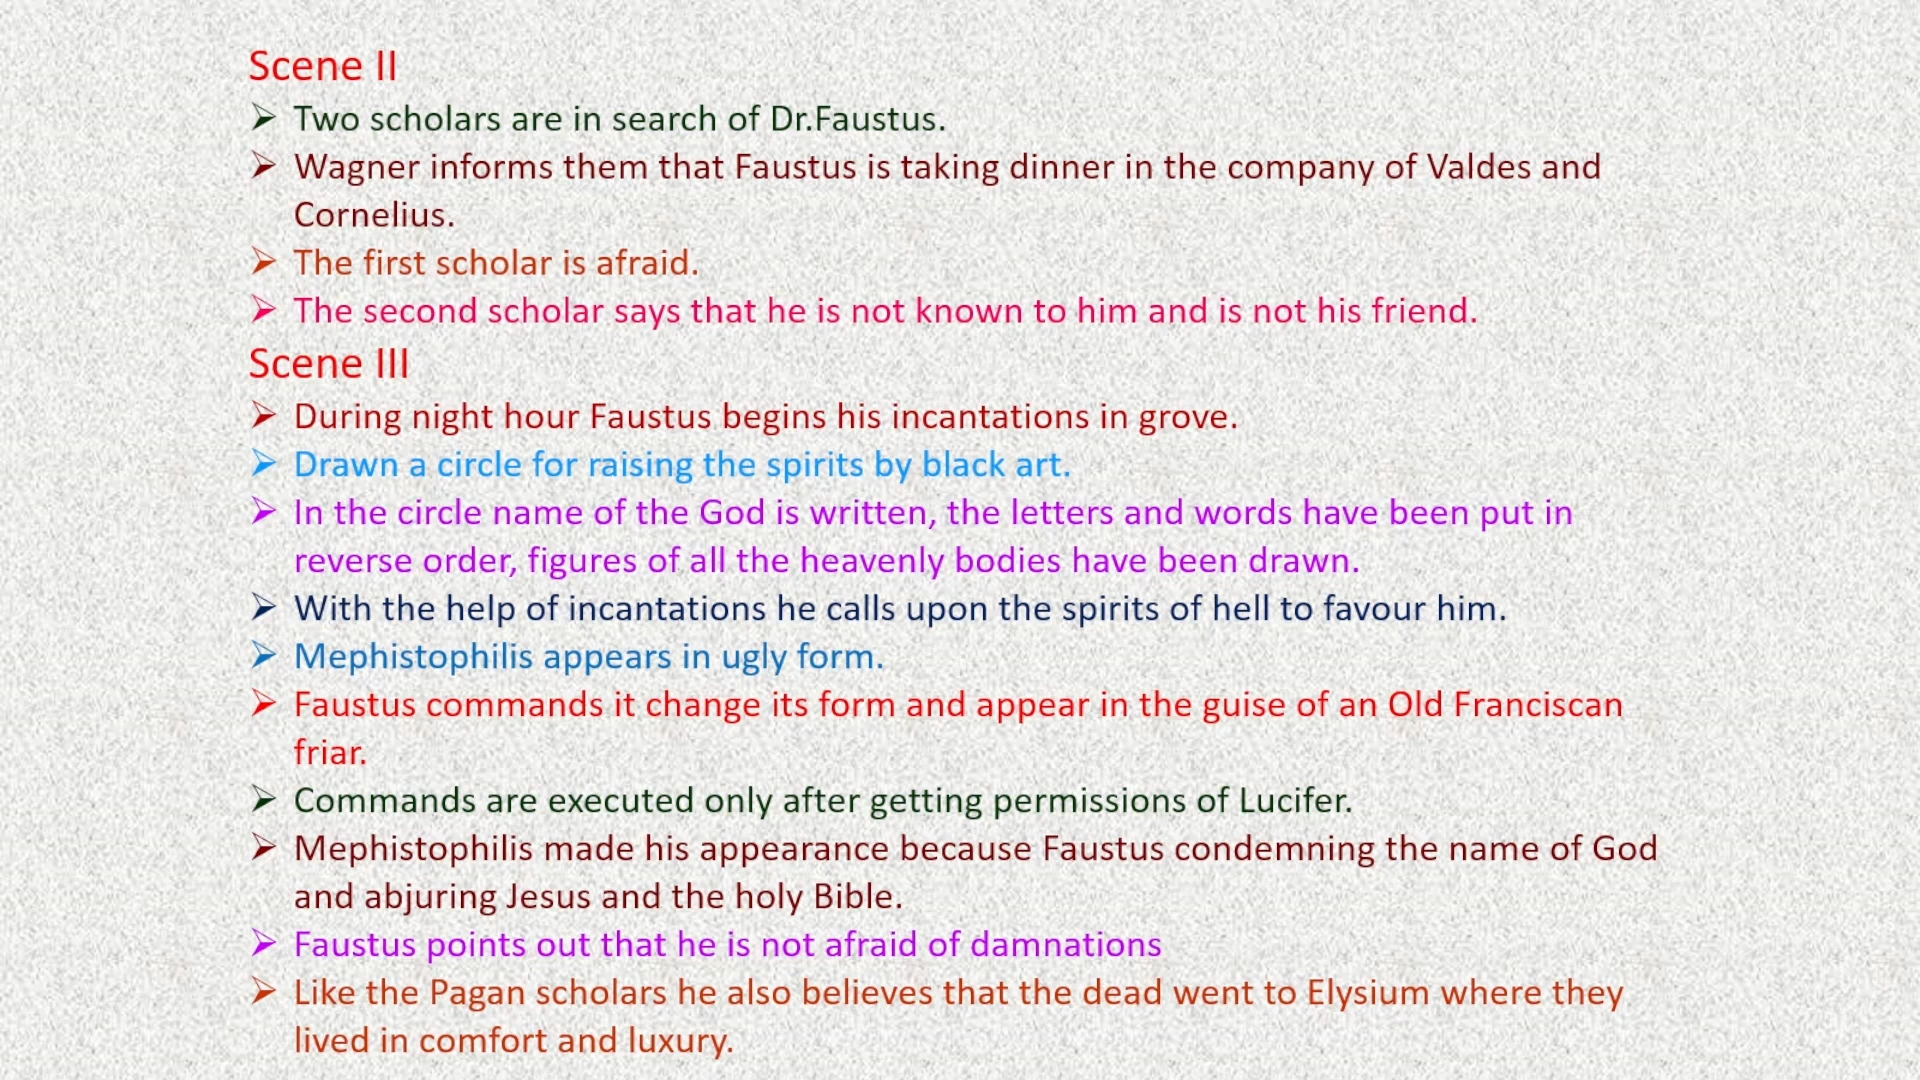 Scene II
➢ Two scholars are in search of Dr.Faustus.
➢ Wagner informs them that Faustus is taking dinner in the company of Valdes and
Cornelius.
➢ The first scholar is afraid.
➢ The second scholar says that he is not known to him and is not his friend.
Scene III
➢ During night hour Faustus begins his incantations in grove.
➢ Drawn a circle for raising the spirits by black art.
➢ In the circle name of the God is written, the letters and words have been put in
reverse order, figures of all the heavenly bodies have been drawn.
➢ With the help of incantations he calls upon the spirits of hell to favour him.
➢ Mephistophilis appears in ugly form.
➢ Faustus commands it change its form and appear in the guise of an Old Franciscan
friar.
➢ Commands are executed only after getting permissions of Lucifer.
➢ Mephistophilis made his appearance because Faustus condemning the name of God
and abjuring Jesus and the holy Bible.
➢ Faustus points out that he is not afraid of damnations
➢ Like the Pagan scholars he also believes that the dead went to Elysium where they
lived in comfort and luxury.